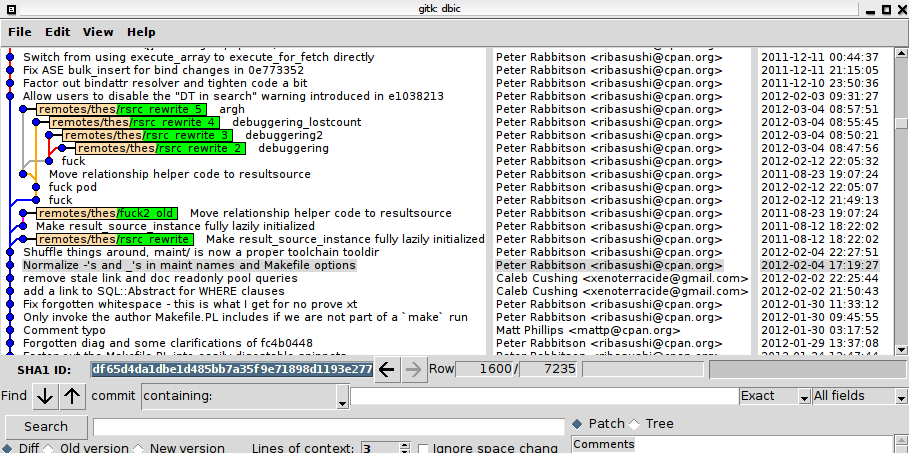 gitk: dbic
File Edit View Help
Switch from using execute_array to execute_for_fetch directly Peter Rabbitson <ribasushi@cpan.org> 2011-12-11 00:44:37
Fix ASE bulk_insert for bind changes in 0e773352 Peter Rabbitson <ribasushi@cpan.org> 2011-12-11 21:15:05
Factor out bindattr resolver and tighten code a bit Peter Rabbitson <ribasushi@cpan.org> 2011-12-10 23:50:36
Allow users to disable the "DT in search" warning introduced in e1038213 Peter Rabbitson <ribasushi@cpan.org> 2012-02-03 09:31:27
remotes/thes/rsrc_rewrite_5 argh Peter Rabbitson <ribasushi@cpan.org> 2012-03-04 08:57:51
remotes/thes/rsrc_rewrite_4 debuggering_lostcount Peter Rabbitson <ribasushi@cpan.org> 2012-03-04 08:55:45
remotes/thes/rsrc_rewrite_3 debuggering2 Peter Rabbitson <ribasushi@cpan.org> 2012-03-04 08:50:21
remotes/thes/rsrc_rewrite_2 debuggering Peter Rabbitson <ribasushi@cpan.org> 2012-03-04 08:47:56
fuck Peter Rabbitson <ribasushi@cpan.org> 2012-02-12 22:05:32
Move relationship helper code to resultsource Peter Rabbitson <ribasushi@cpan.org> 2011-08-23 19:07:24
fuck pod Peter Rabbitson <ribasushi@cpan.org> 2012-02-12 22:05:07
fuck Peter Rabbitson <ribasushi@cpan.org> 2012-02-12 21:49:13
remotes/thes/fuck2_old Move relationship helper code to resultsource Peter Rabbitson <ribasushi@cpan.org> 2011-08-23 19:07:24
Make result_source_instance fully lazily initialized Peter Rabbitson <ribasushi@cpan.org> 2011-08-12 18:22:02
remotes/thes/rsrc_rewrite Make result_source_instance fully lazily initialized Peter Rabbitson <ribasushi@cpan.org> 2011-08-12 18:22:02
Shuffle things around, maint/ is now a proper toolchain tooldir Peter Rabbitson <ribasushi@cpan.org> 2012-02-04 22:27:51
Normalize -'s and _'s in maint names and Makefile options Peter Rabbitson <ribasushi@cpan.org> 2012-02-04 17:19:27
remove stale link and doc readonly pool queries Caleb Cushing <xenoterracide@gmail.com> 2012-02-02 22:25:44
add a link to SQL::Abstract for WHERE clauses Caleb Cushing <xenoterracide@gmail.com> 2012-02-02 21:50:43
Fix forgotten whitespace - this is what I get for no prove xt Peter Rabbitson <ribasushi@cpan.org> 2012-01-30 11:33:12
Only invoke the author Makefile.PL includes if we are not part of a `make` run Peter Rabbitson <ribasushi@cpan.org> 2012-01-30 09:45:55
Comment typo Matt Phillips <mattp@cpan.org> 2012-01-30 03:17:52
Forgotten diag and some clarifications of fc4b0448 Peter Rabbitson <ribasushi@cpan.org> 2012-01-29 13:37:08
SHA1 ID: df65d4da1dbe1d485bb7a35f9e71898d1193e277 Row 1600 / 7235
Find commit containing: Exact All fields
Search Patch Tree
Diff Old version New version Lines of context: 3 Ignore space chang Comments